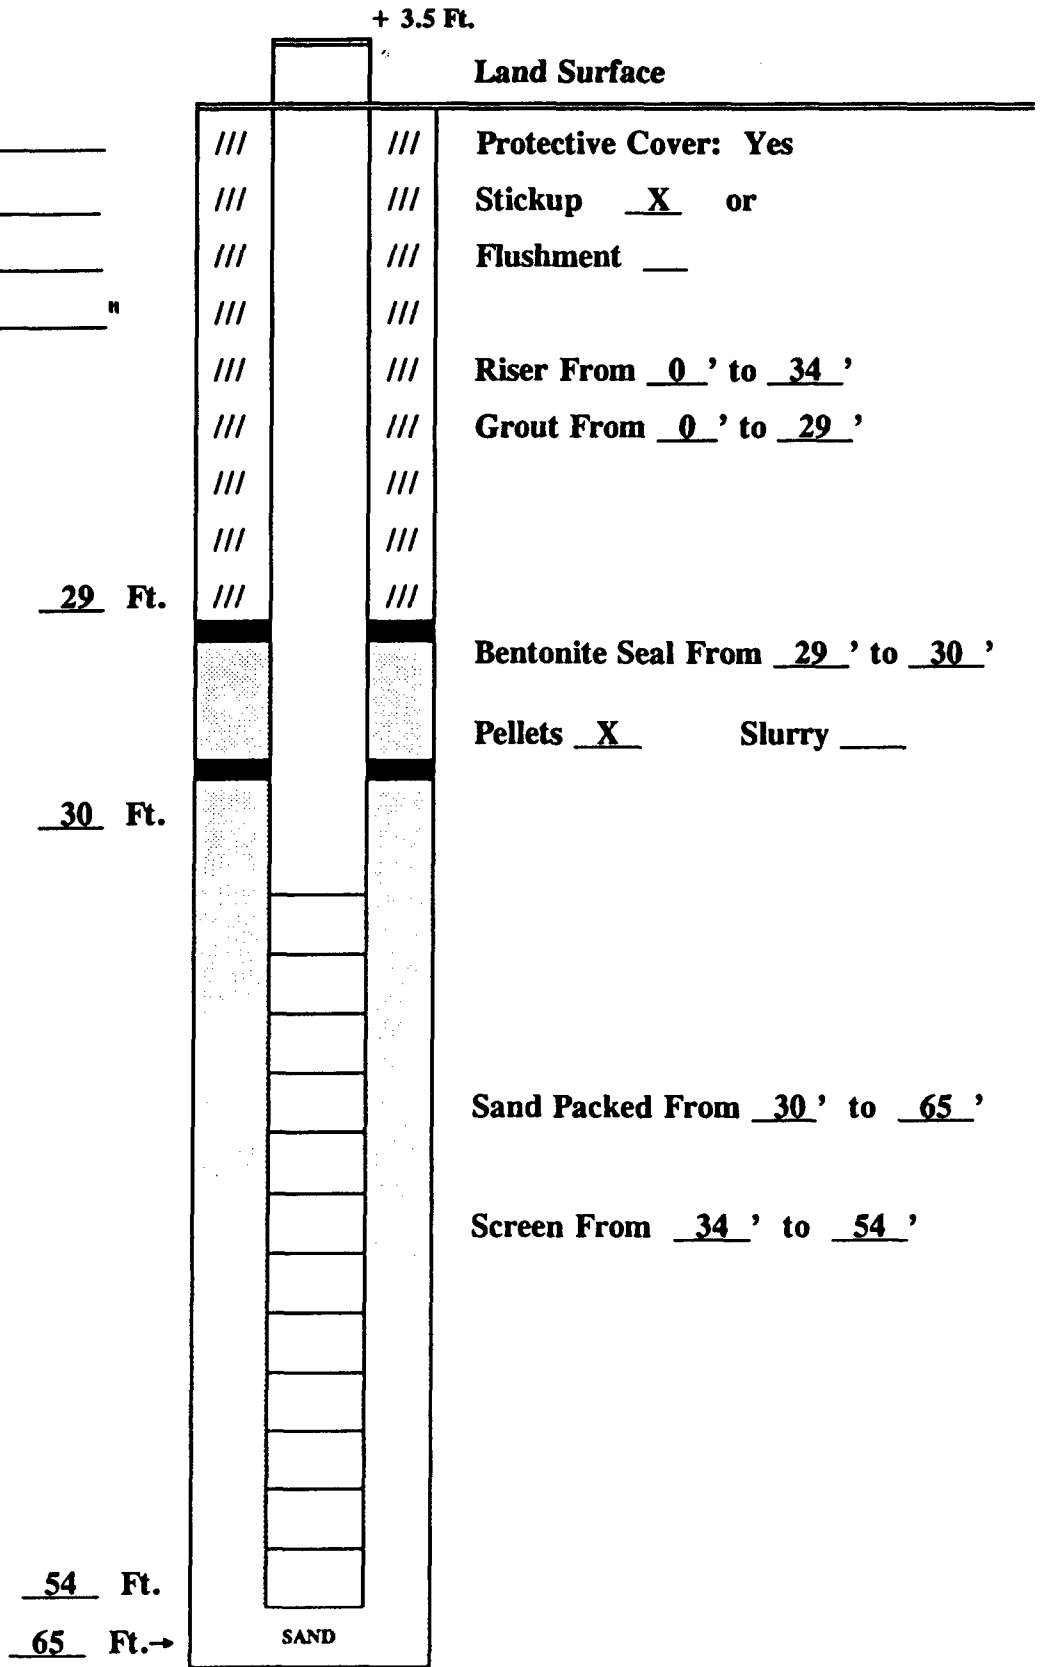 + 3.5 Ft.
Land Surface
/// /// Protective Cover: Yes
/// /// Stickup X or
/// /// Flushment __
" /// ///
/// /// Riser From 0 ’ to 34 ’
/// /// Grout From 0 ’ to 29 ’
/// ///
/// ///
29 Ft. /// ///
Bentonite Seal From 29 ’ to 30 ’
Pellets X Slurry ____
30 Ft.
Sand Packed From 30 ’ to 65 ’
Screen From 34 ’ to 54 ’
54 Ft.
65 Ft.→ SAND